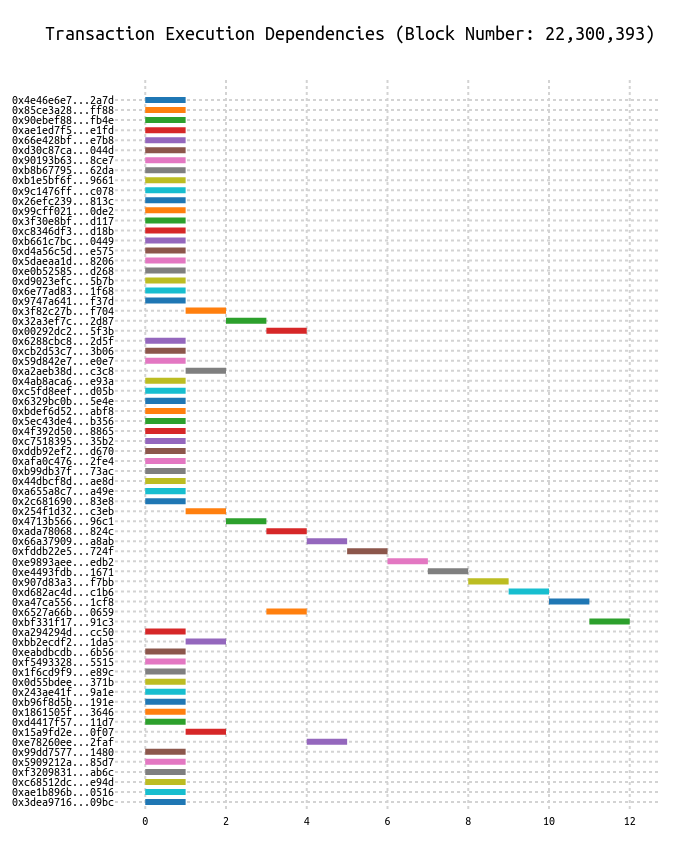 Transaction Execution Dependencies (Block Number: 22,300,393)
0x4e46e6e7...2a7d
0x85ce3a28...ff88
0x90ebef88...fb4e
0xae1ed7f5...e1fd
0x66e428bf...e7b8
0xd30c87ca...044d
0x90193b63...8ce7
0xb8b67795...62da
0xb1e5bf6f...9661
0x9c1476ff...c078
0x26efc239...813c
0x99cff021...0de2
0x3f30e8bf...d117
0xc8346df3...d18b
0xb661c7bc...0449
0xd4a56c5d...e575
0x5daeaa1d...8206
0xe0b52585...d268
0xd9023efc...5b7b
0x6e77ad83...1f68
0x9747a641...f37d
0x3f82c27b...f704
0x32a3ef7c...2d87
0x00292dc2...5f3b
0x6288cbc8...2d5f
0xcb2d53c7...3b06
0x59d842e7...e0e7
0xa2aeb38d...c3c8
0x4ab8aca6...e93a
0xc5fd8eef...d05b
0x6329bc0b...5e4e
0xbdef6d52...abf8
0x5ec43de4...b356
0x4f392d50...8865
0xc7518395...35b2
0xddb92ef2...d670
0xafa0c476...2fe4
0xb99db37f...73ac
0x44dbcf8d...ae8d
0xa655a8c7...a49e
0x2c681690...83e8
0x254f1d32...c3eb
0x4713b566...96c1
0xada78068...824c
0x66a37909...a8ab
0xfddb22e5...724f
0xe9893aee...edb2
0xe4493fdb...1671
0x907d83a3...f7bb
0xd682ac4d...c1b6
0xa47ca556...1cf8
0x6527a66b...0659
0xbf331f17...91c3
0xa294294d...cc50
0xbb2ecdf2...1da5
0xeabdbcdb...6b56
0xf5493328...5515
0x1f6cd9f9...e89c
0x0d55bdee...371b
0x243ae41f...9a1e
0xb96f8d5b...191e
0x1861505f...3646
0xd4417f57...11d7
0x15a9fd2e...0f07
0xe78260ee...2faf
0x99dd7577...1480
0x5909212a...85d7
0xf3209831...ab6c
0xc68512dc...e94d
0xae1b896b...0516
0x3dea9716...09bc
0 2 4 6 8 10 12